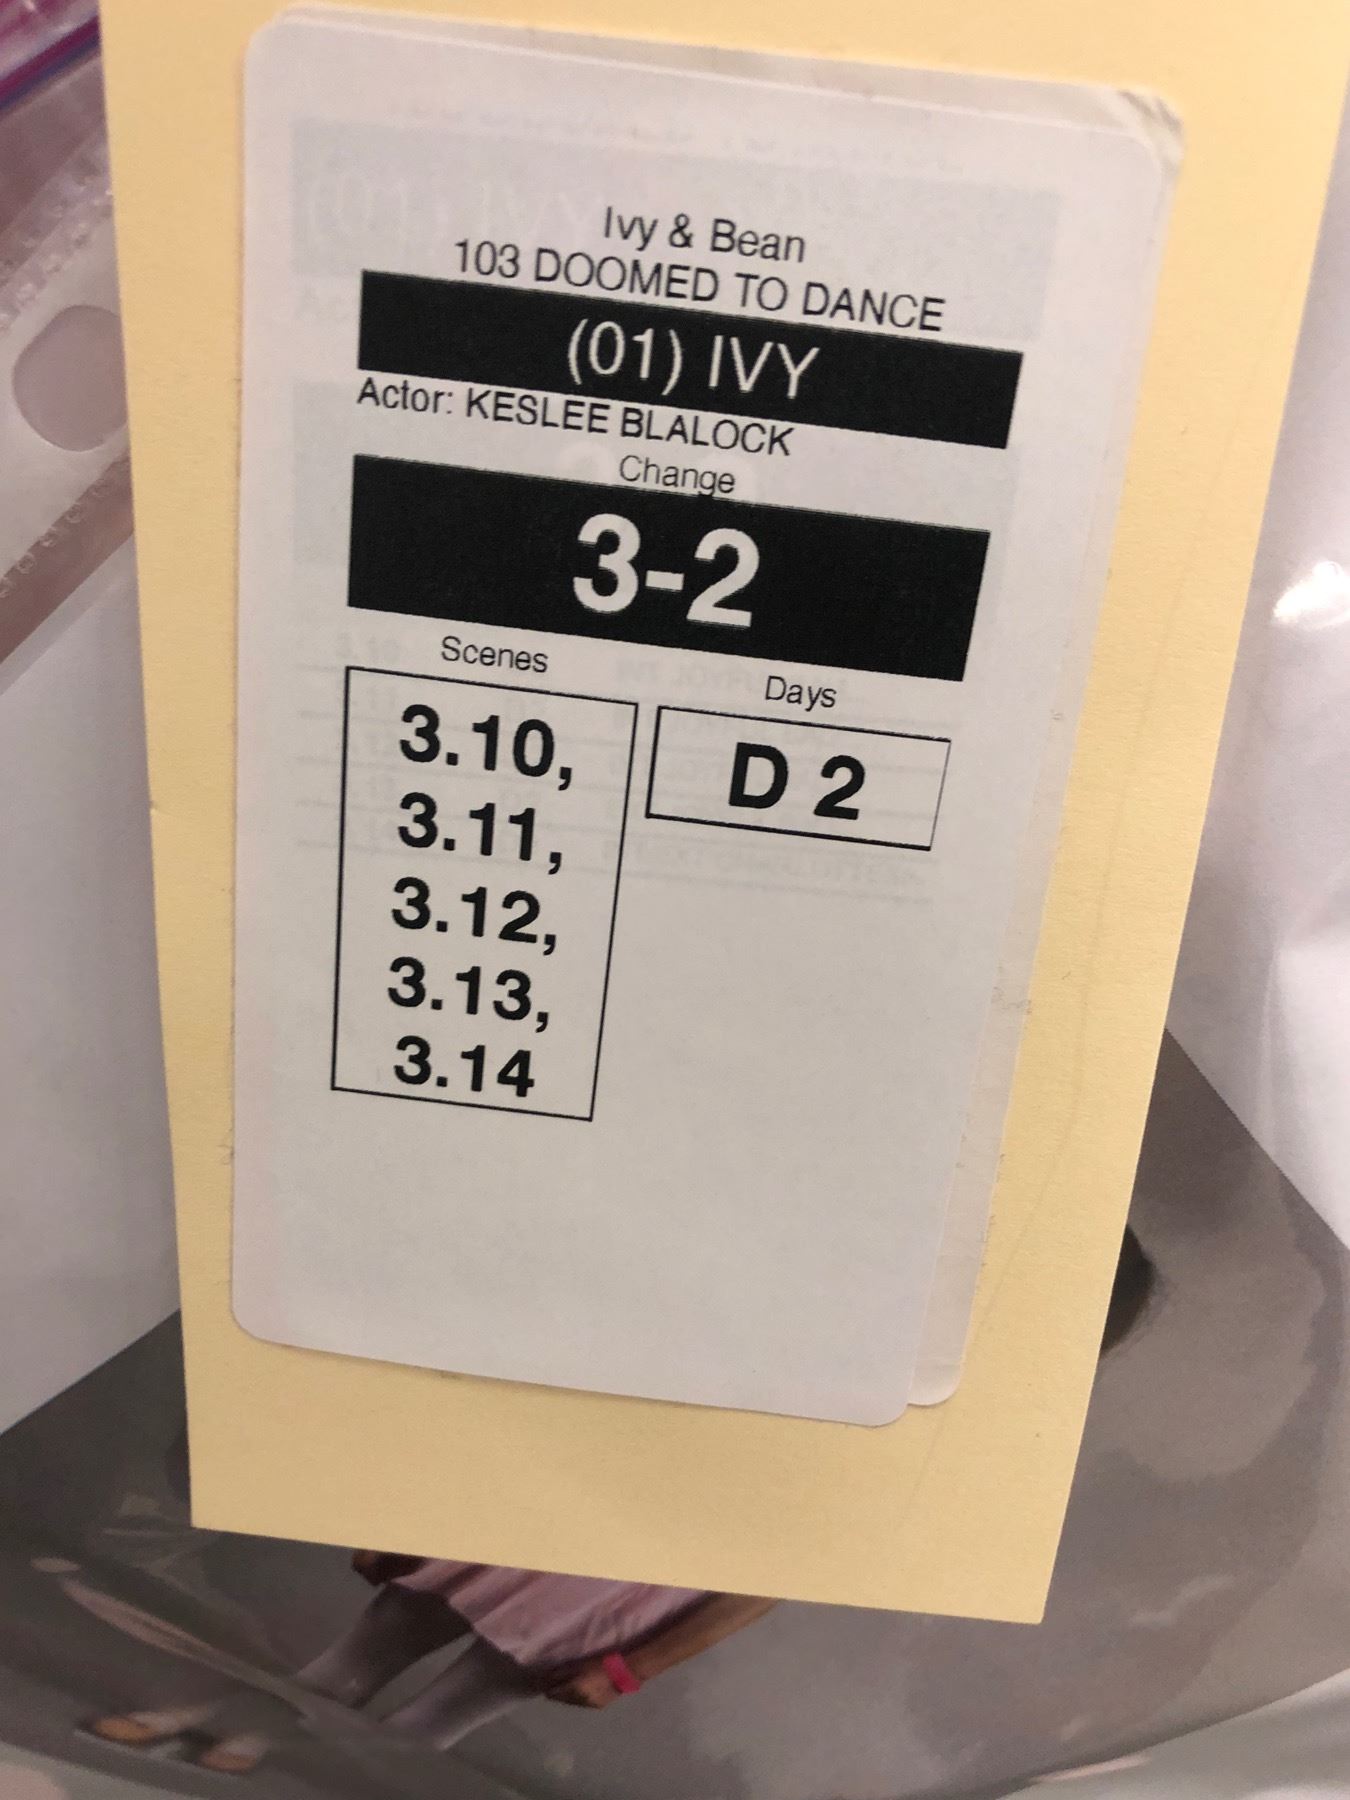 Ivy & Bean
103 DOOMED TO DANCE
(01) IVY
Actor: KESLEE BLALOCK
Change
3-2
Scenes
Days
3.10,
D 2
3.11,
3.12,
3.13,
3.14